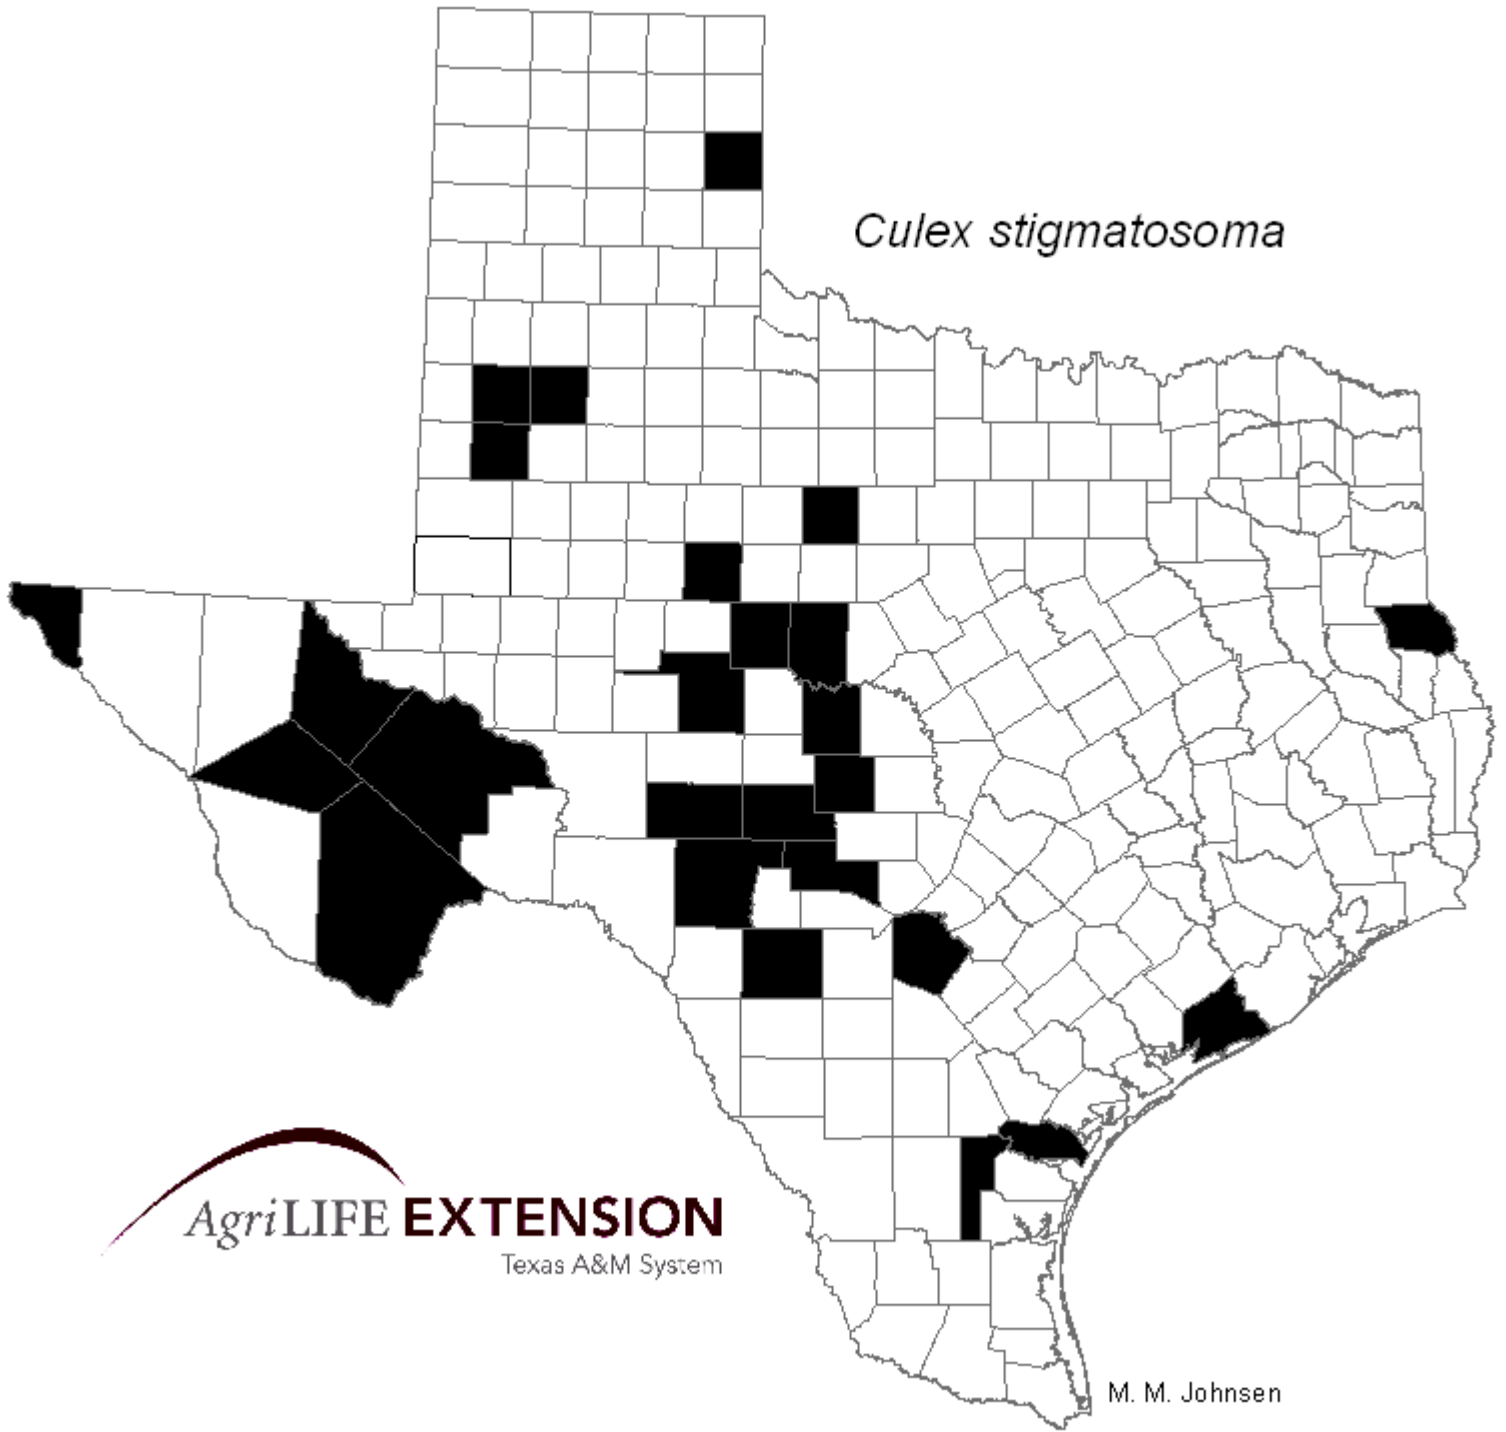 Culex stigmatosoma
AgriLIFE EXTENSION
Texas A&M System
M. M. Johnsen